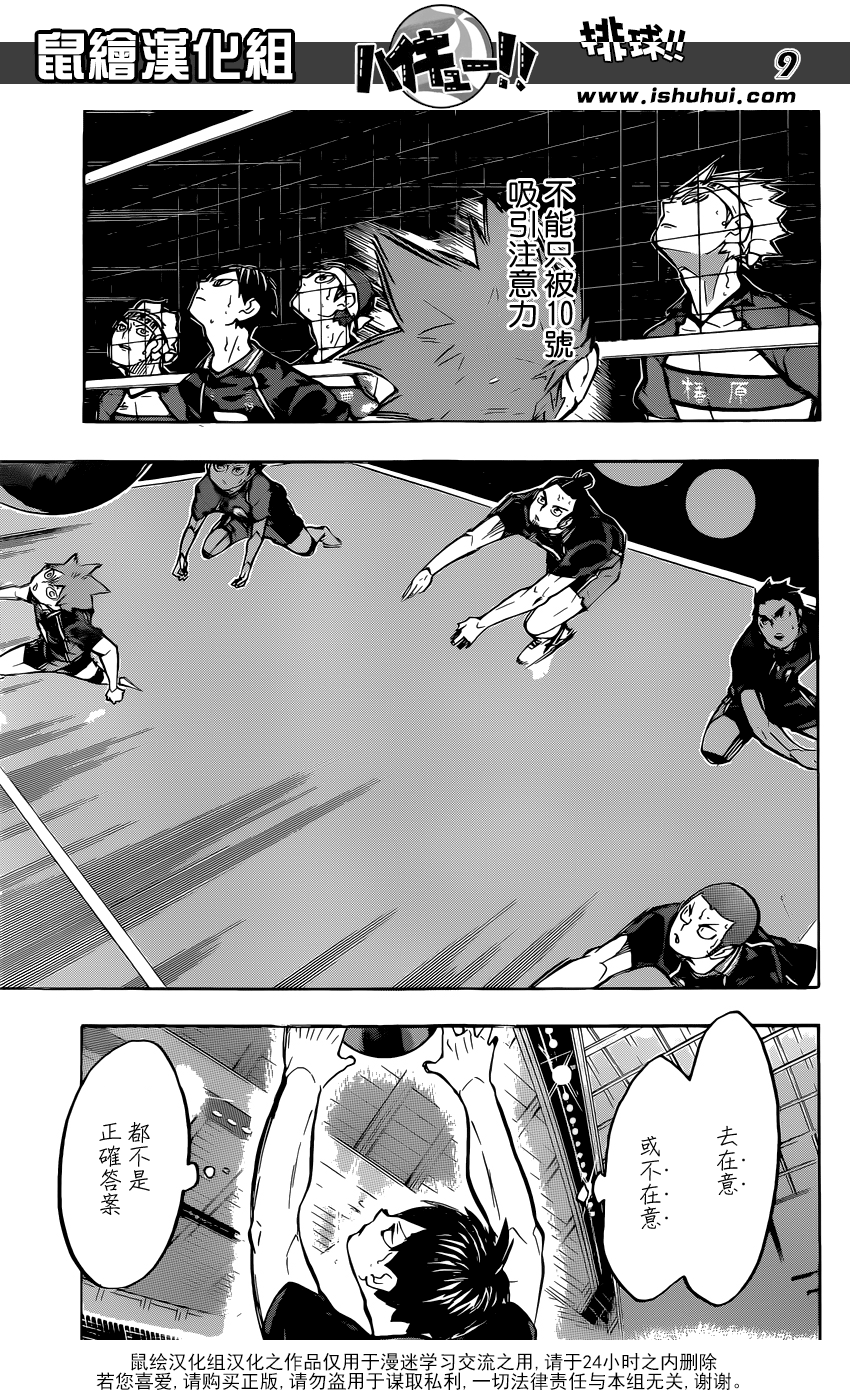 鼠繪漢化組
ハイキュー!!
排球!!
9
www.ishuhui.com
不能只被10號
吸引注意力
椿原
去在意
或不在意
都不是
正確答案
鼠绘汉化组汉化之作品仅用于漫迷学习交流之用,请于24小时之内删除
若您喜爱,请购买正版,请勿盗用于谋取私利,一切法律责任与本组无关,谢谢。